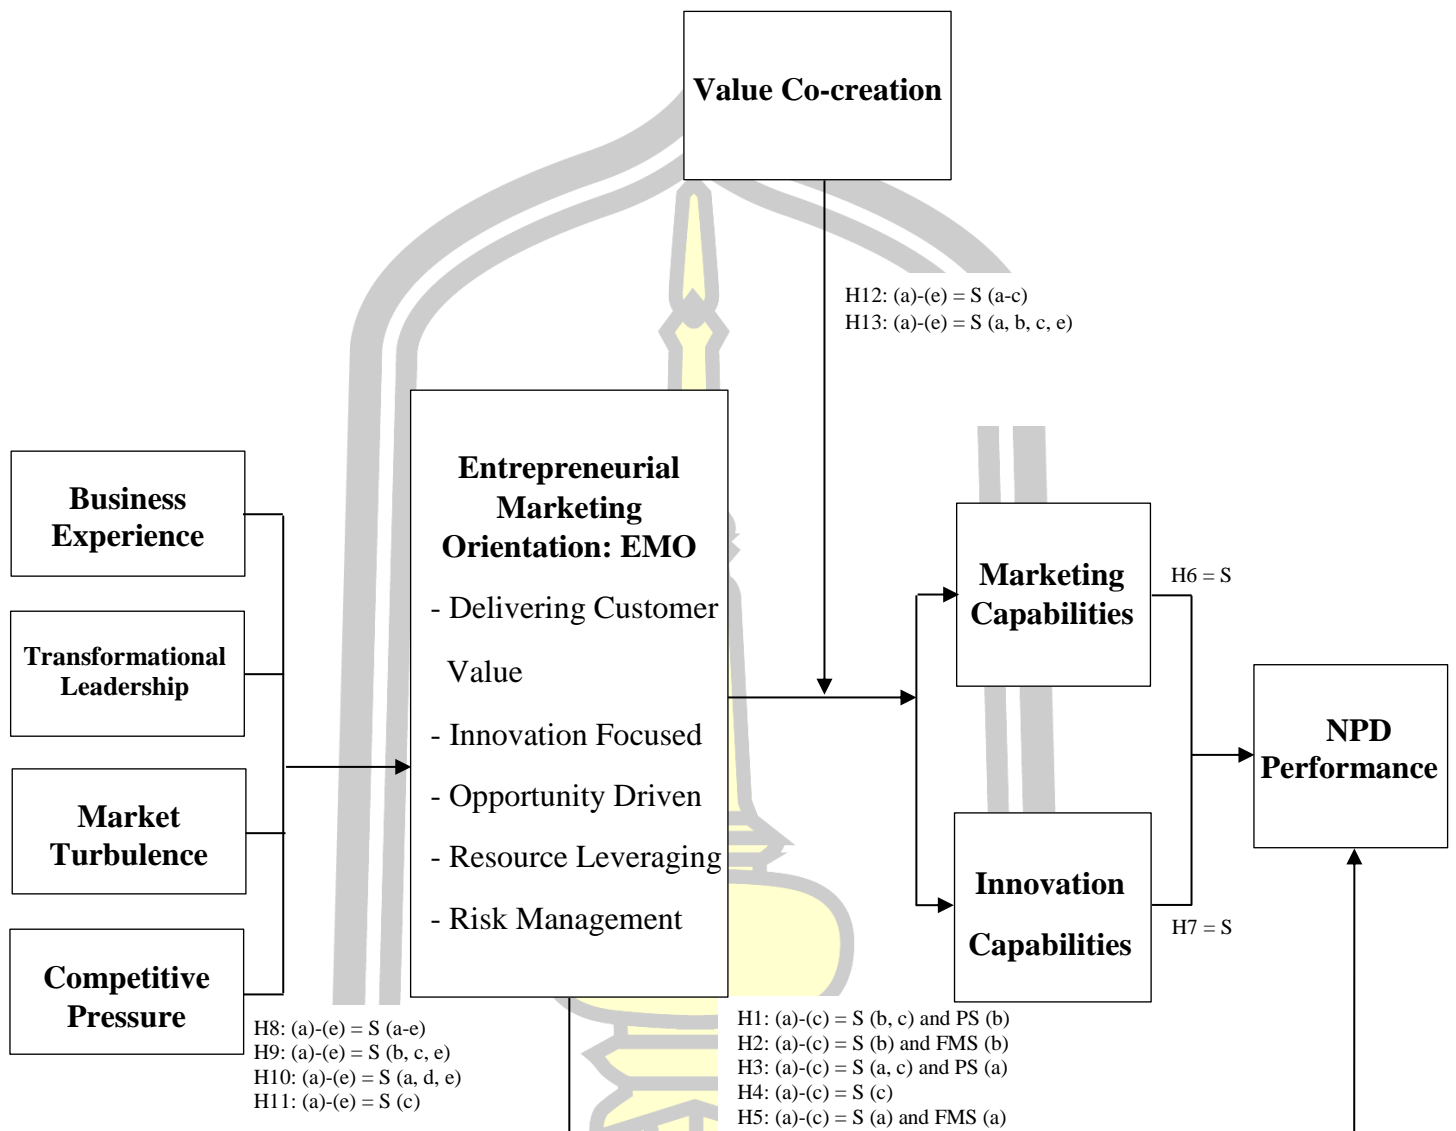 Value Co-creation
H12: (a)-(e) = S (a-c)
H13: (a)-(e) = S (a, b, c, e)
Business
Experience
Transformational
Leadership
Market
Turbulence
Competitive
Pressure
H8: (a)-(e) = S (a-e)
H9: (a)-(e) = S (b, c, e)
H10: (a)-(e) = S (a, d, e)
H11: (a)-(e) = S (c)
Entrepreneurial
Marketing
Orientation: EMO
- Delivering Customer
Value
- Innovation Focused
- Opportunity Driven
- Resource Leveraging
- Risk Management
H1: (a)-(c) = S (b, c) and PS (b)
H2: (a)-(c) = S (b) and FMS (b)
H3: (a)-(c) = S (a, c) and PS (a)
H4: (a)-(c) = S (c)
H5: (a)-(c) = S (a) and FMS (a)
Marketing
Capabilities
H6 = S
Innovation
Capabilities
H7 = S
NPD
Performance